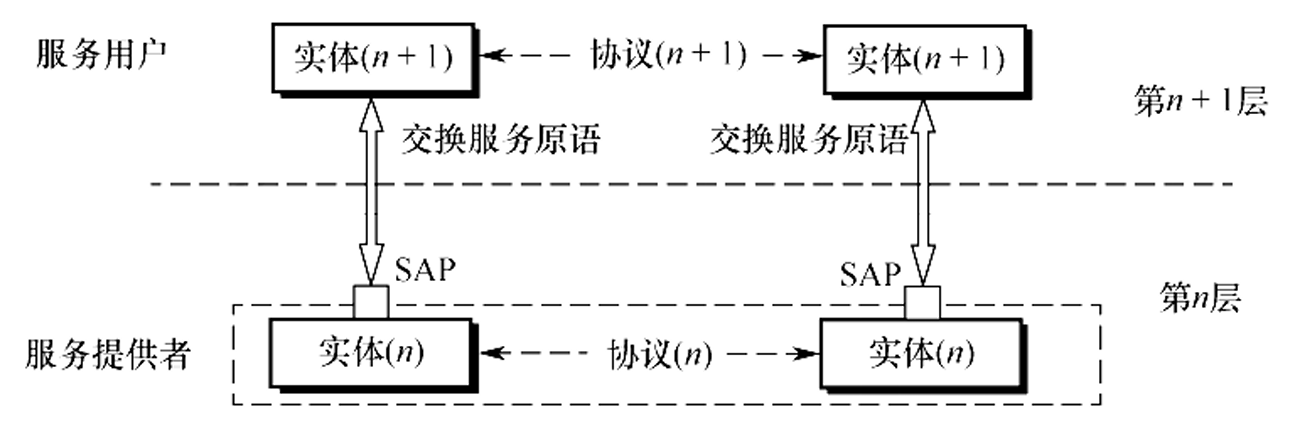 服务用户 实体(n + 1) 协议(n + 1) 实体(n + 1)
第n + 1层
交换服务原语 交换服务原语
SAP SAP
第n层
服务提供者 实体(n) 协议(n) 实体(n)